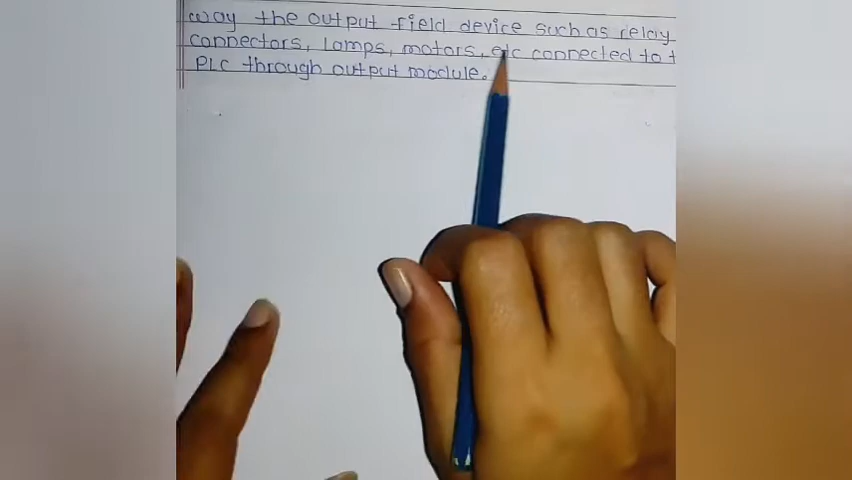 way the output field device such as relay
connectors, lamps, motors, etc connected to t
PLC through output module.